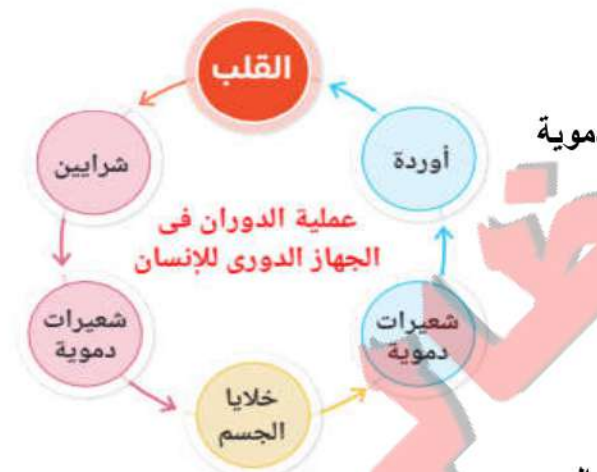 القلب
شرايين
أوردة
عملية الدوران فى
الجهاز الدورى للإنسان
شعيرات
دموية
شعيرات
دموية
خلايا
الجسم